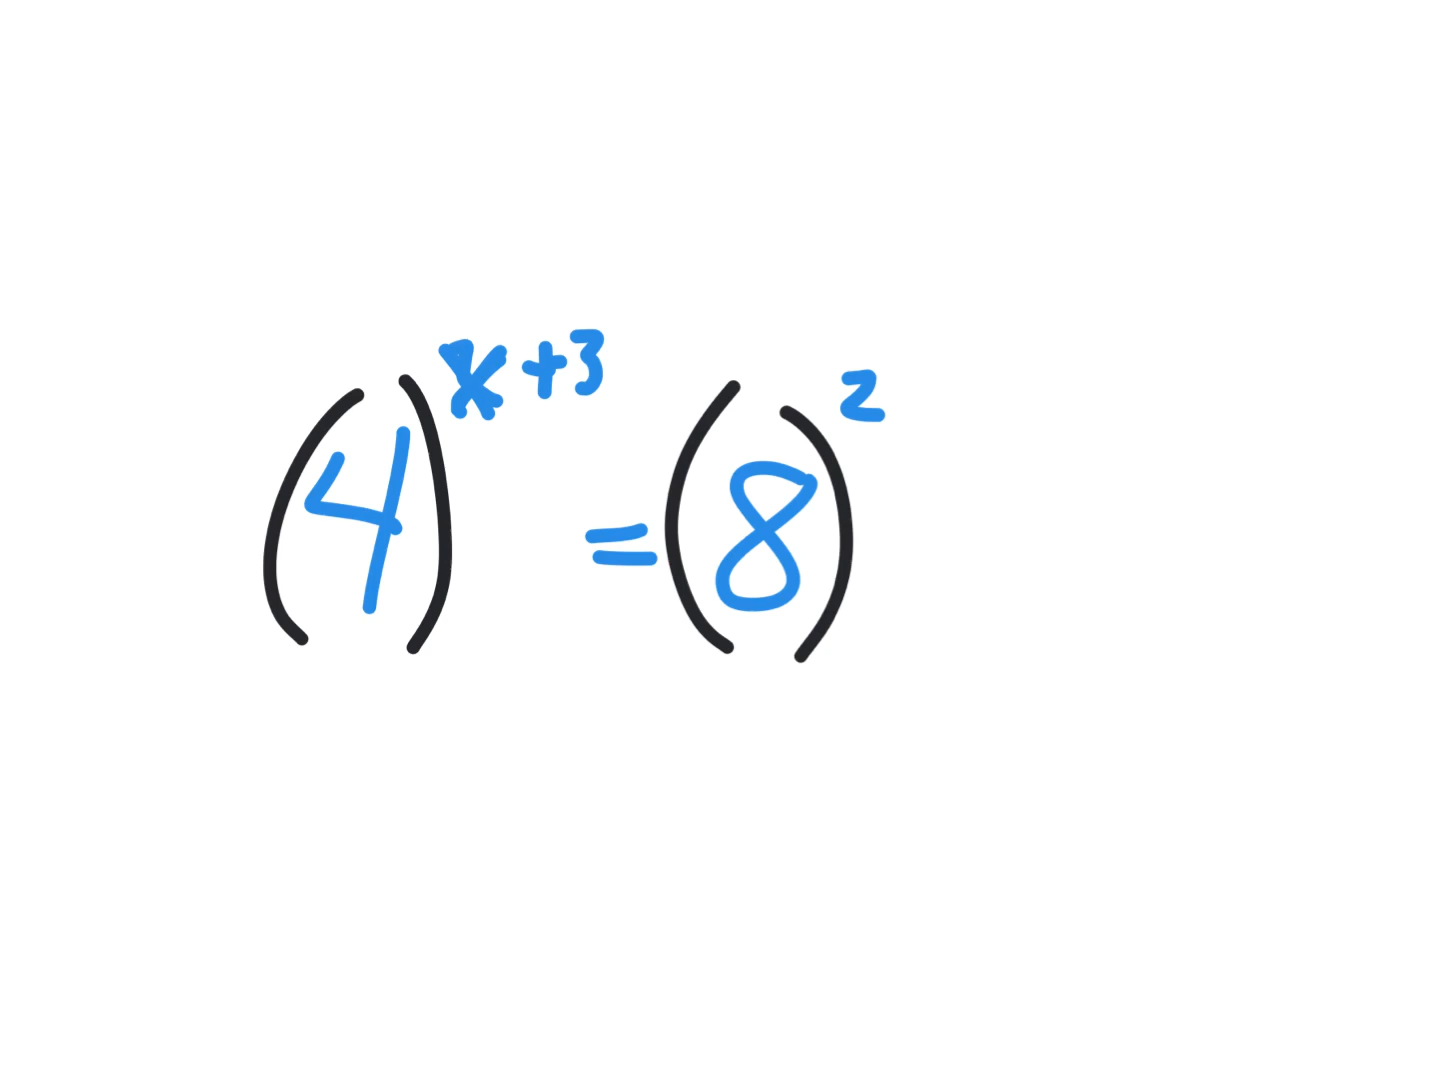 (4)^{x+3} = (8)^2